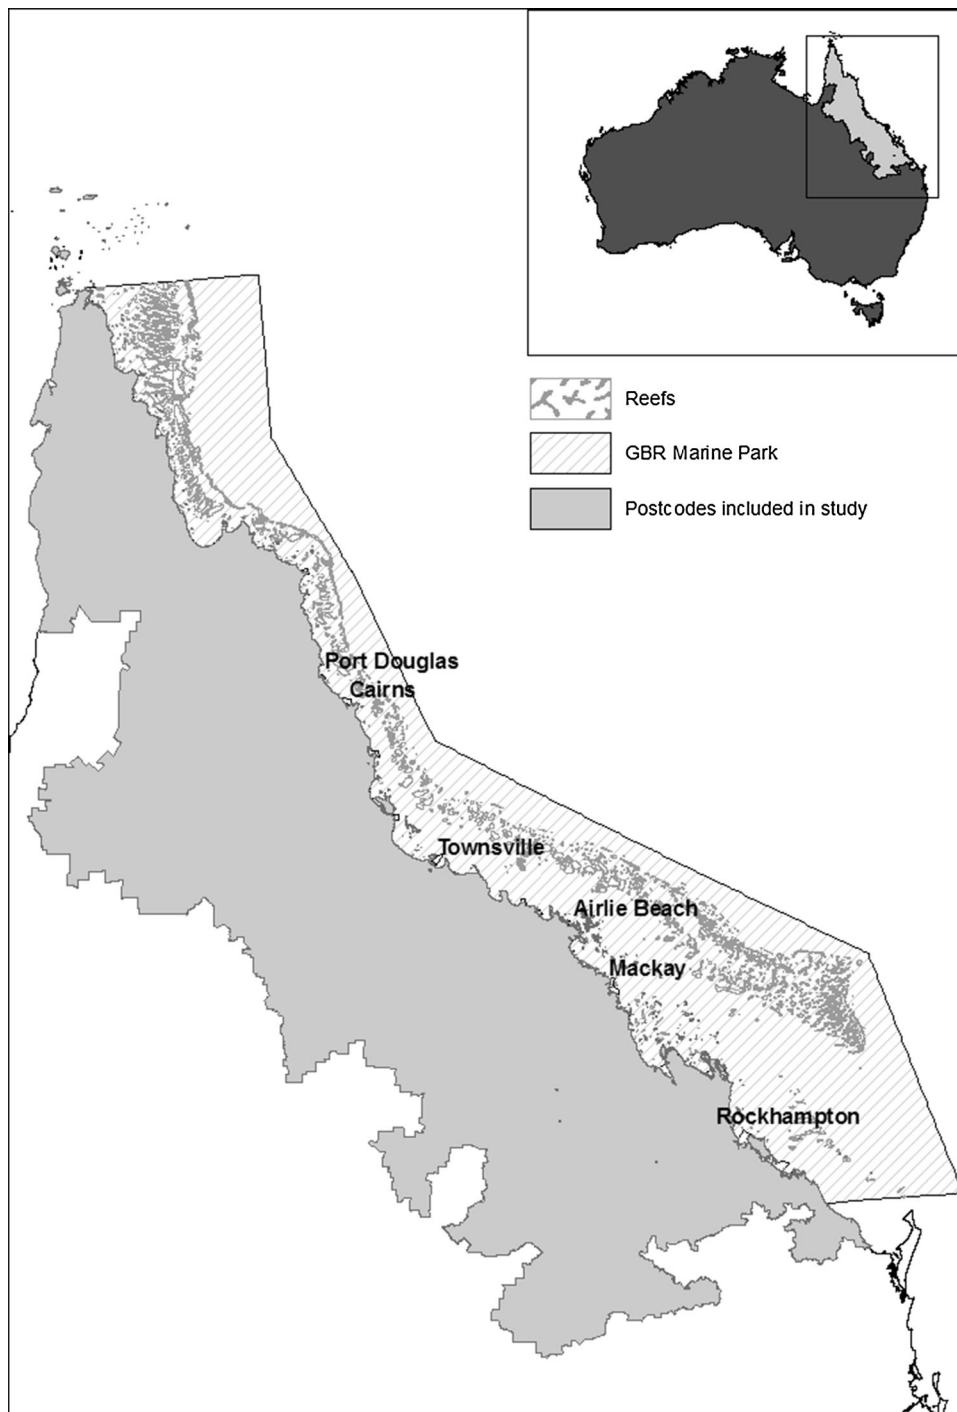 Reefs
GBR Marine Park
Postcodes included in study
Port Douglas
Cairns
Townsville
Airlie Beach
Mackay
Rockhampton